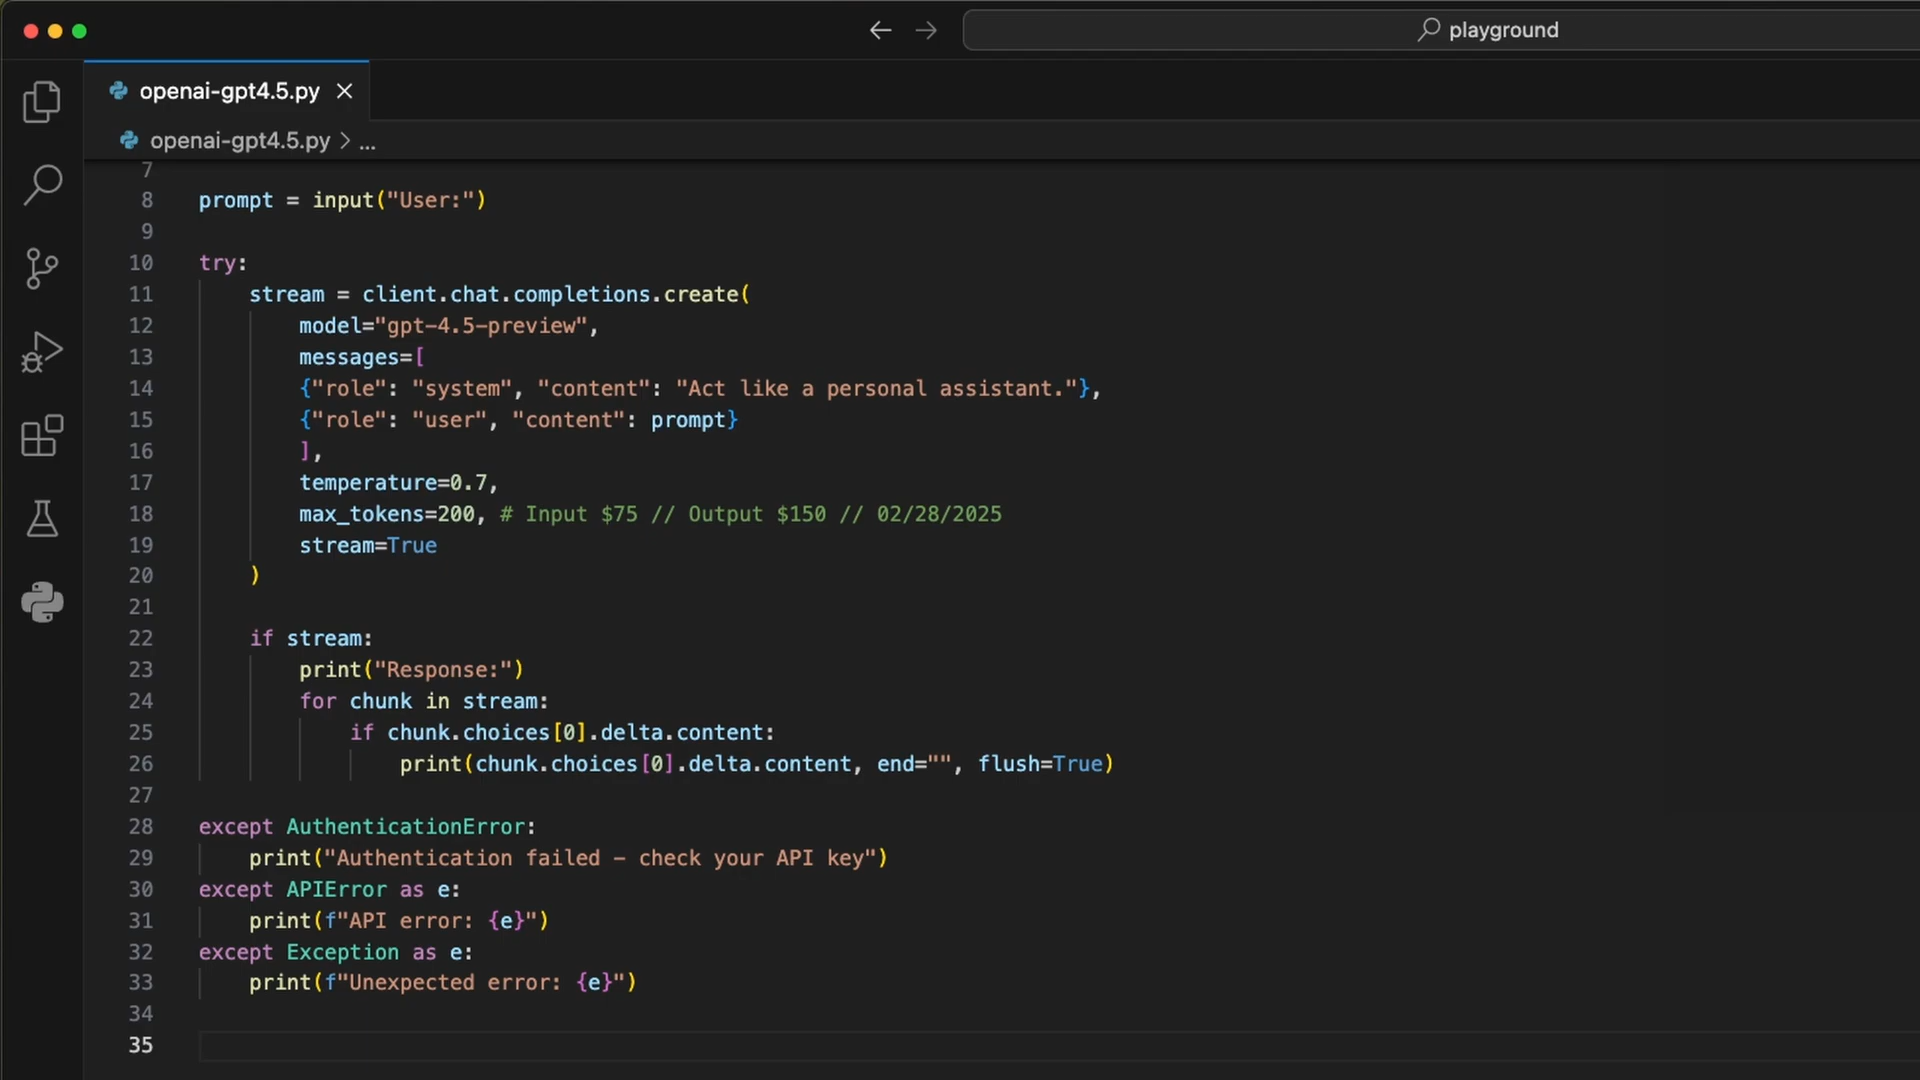 playground
openai-gpt4.5.py
openai-gpt4.5.py > ...
7
8 prompt = input("User:")
9
10 try:
11     stream = client.chat.completions.create(
12         model="gpt-4.5-preview",
13         messages=[
14         {"role": "system", "content": "Act like a personal assistant."},
15         {"role": "user", "content": prompt}
16         ],
17         temperature=0.7,
18         max_tokens=200, # Input $75 // Output $150 // 02/28/2025
19         stream=True
20     )
21
22     if stream:
23         print("Response:")
24         for chunk in stream:
25             if chunk.choices[0].delta.content:
26                 print(chunk.choices[0].delta.content, end="", flush=True)
27
28 except AuthenticationError:
29     print("Authentication failed – check your API key")
30 except APIError as e:
31     print(f"API error: {e}")
32 except Exception as e:
33     print(f"Unexpected error: {e}")
34
35